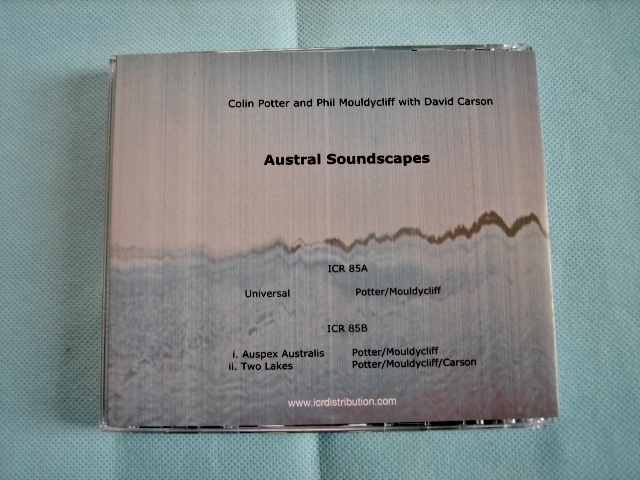 Colin Potter and Phil Mouldycliff with David Carson
Austral Soundscapes
ICR 85A
Universal Potter/Mouldycliff
ICR 85B
i. Auspex Australis Potter/Mouldycliff
ii. Two Lakes Potter/Mouldycliff/Carson
www.icrdistribution.com